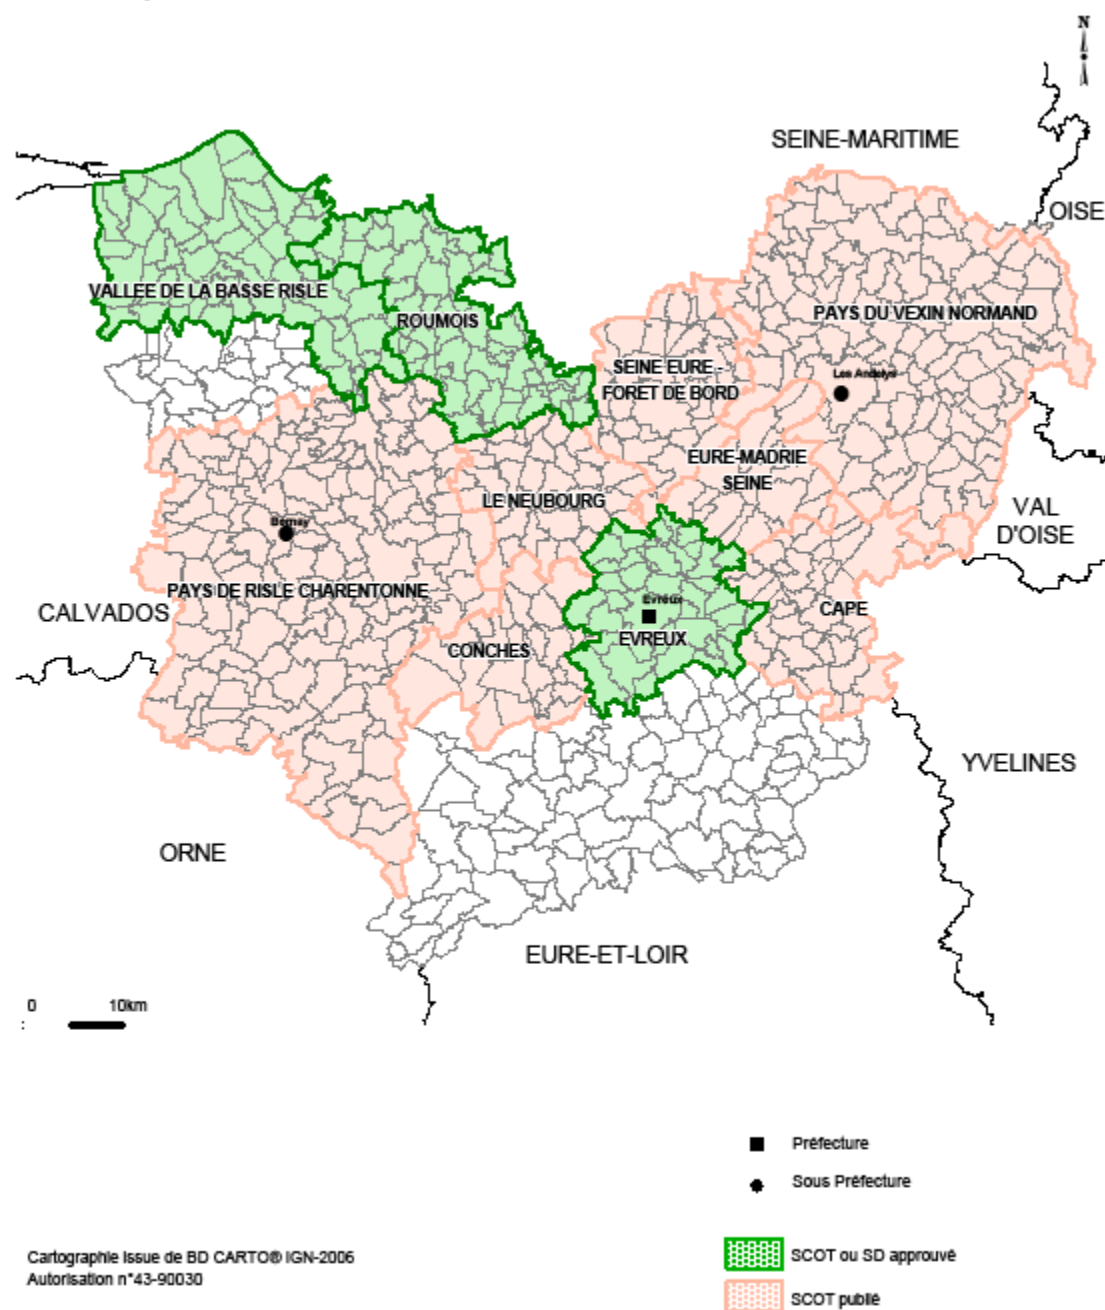 N
SEINE-MARITIME
OISE
VALLEE DE LA BASSE RISLE
ROUMOIS
PAYS DU VEXIN NORMAND
SEINE EURE -
FORET DE BORD
Les Andelys
EURE-MADRIE
SEINE
LE NEUBOURG
VAL
D'OISE
Bernay
PAYS DE RISLE CHARENTONNE
CALVADOS
Evreux
EVREUX
CAPE
CONCHES
YVELINES
ORNE
EURE-ET-LOIR
0 10km
Préfecture
Sous Préfecture
Cartographie Issue de BD CARTO® IGN-2006
Autorisation n°43-90030
SCOT ou SD approuvé
SCOT publié